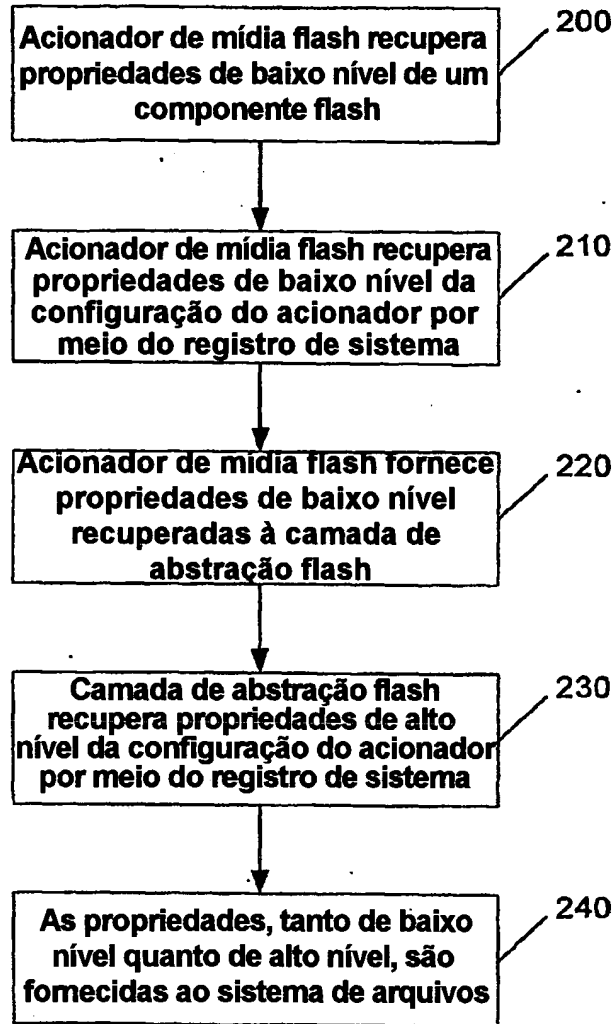 Acionador de mídia flash recupera
propriedades de baixo nível de um
componente flash
200
Acionador de mídia flash recupera
propriedades de baixo nível da
configuração do acionador por
meio do registro de sistema
210
Acionador de mídia flash fornece
propriedades de baixo nível
recuperadas à camada de
abstração flash
220
Camada de abstração flash
recupera propriedades de alto
nível da configuração do acionador
por meio do registro de sistema
230
As propriedades, tanto de baixo
nível quanto de alto nível, são
fornecidas ao sistema de arquivos
240